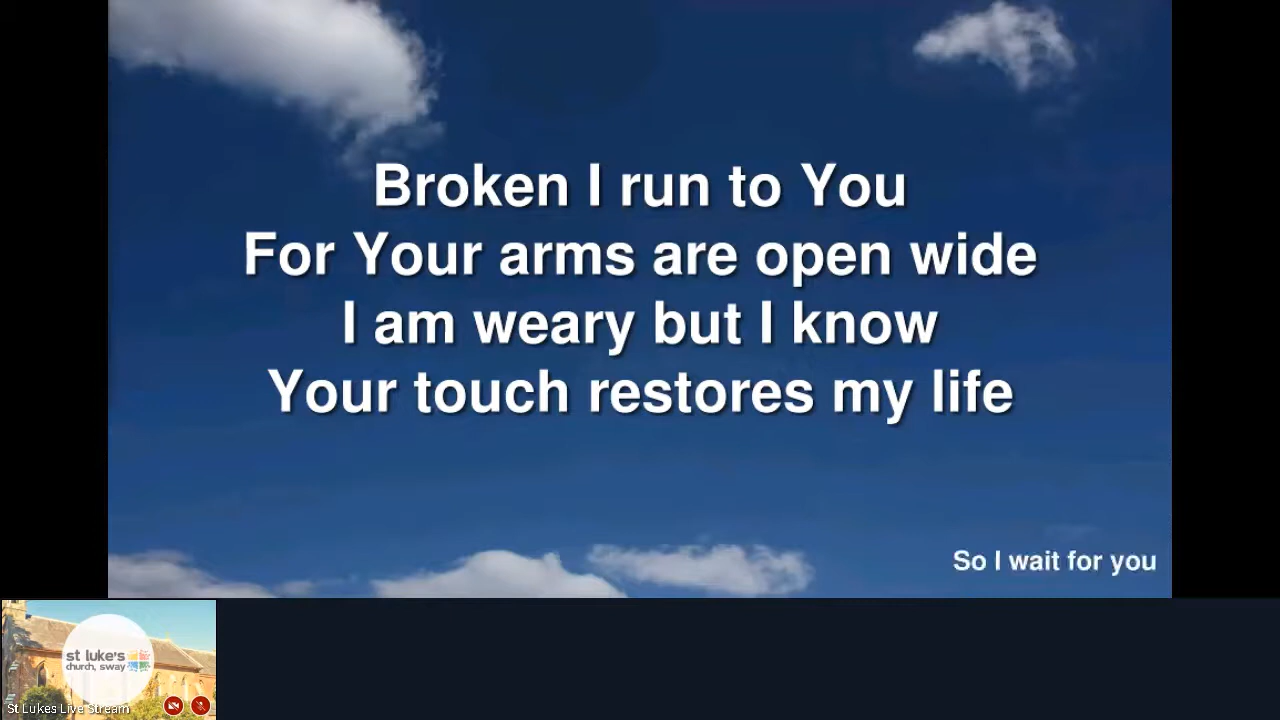 Broken I run to You
For Your arms are open wide
I am weary but I know
Your touch restores my life
So I wait for you
st luke's
church, sway
St Lukes Live Stream